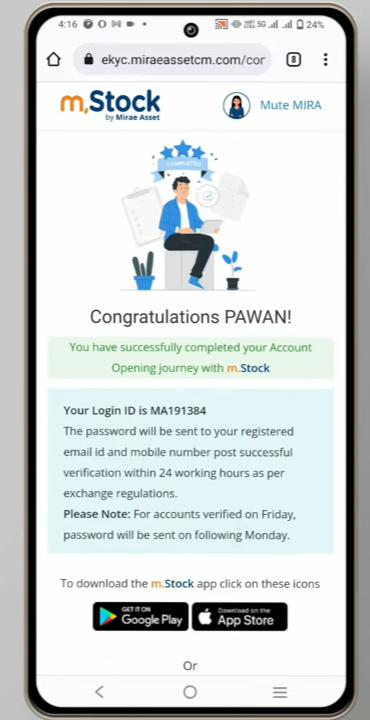 4:16 5G 24%
ekyc.miraeassetcm.com/cor 8
m.Stock
by Mirae Asset
Mute MIRA
COMPLETED
Congratulations PAWAN!
You have successfully completed your Account
Opening journey with m.Stock
Your Login ID is MA191384
The password will be sent to your registered
email id and mobile number post successful
verification within 24 working hours as per
exchange regulations.
Please Note: For accounts verified on Friday,
password will be sent on following Monday.
To download the m.Stock app click on these icons
GET IT ON
Google Play
Download on the
App Store
Or